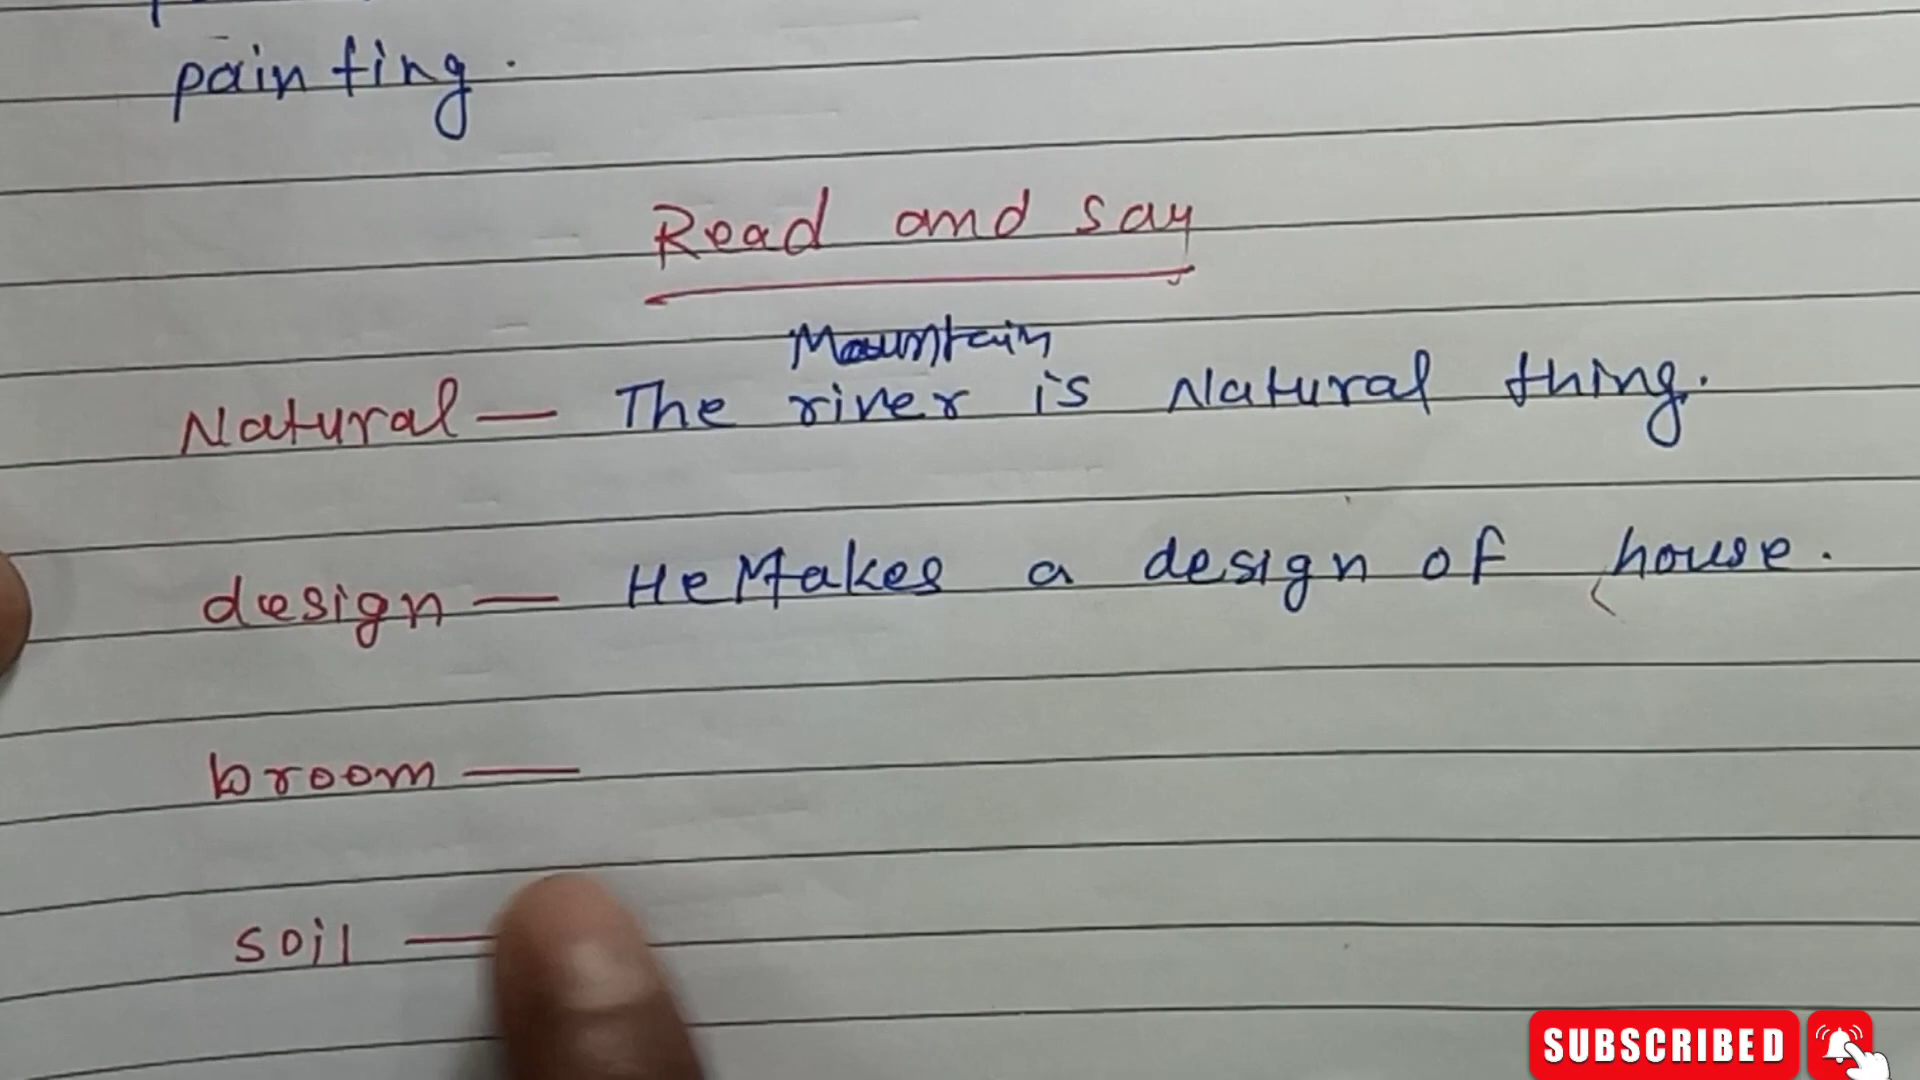 painting.
Read and say
Mountain
Natural — The river is Natural thing.
design — He Makes a design of house.
broom —
soil —
SUBSCRIBED